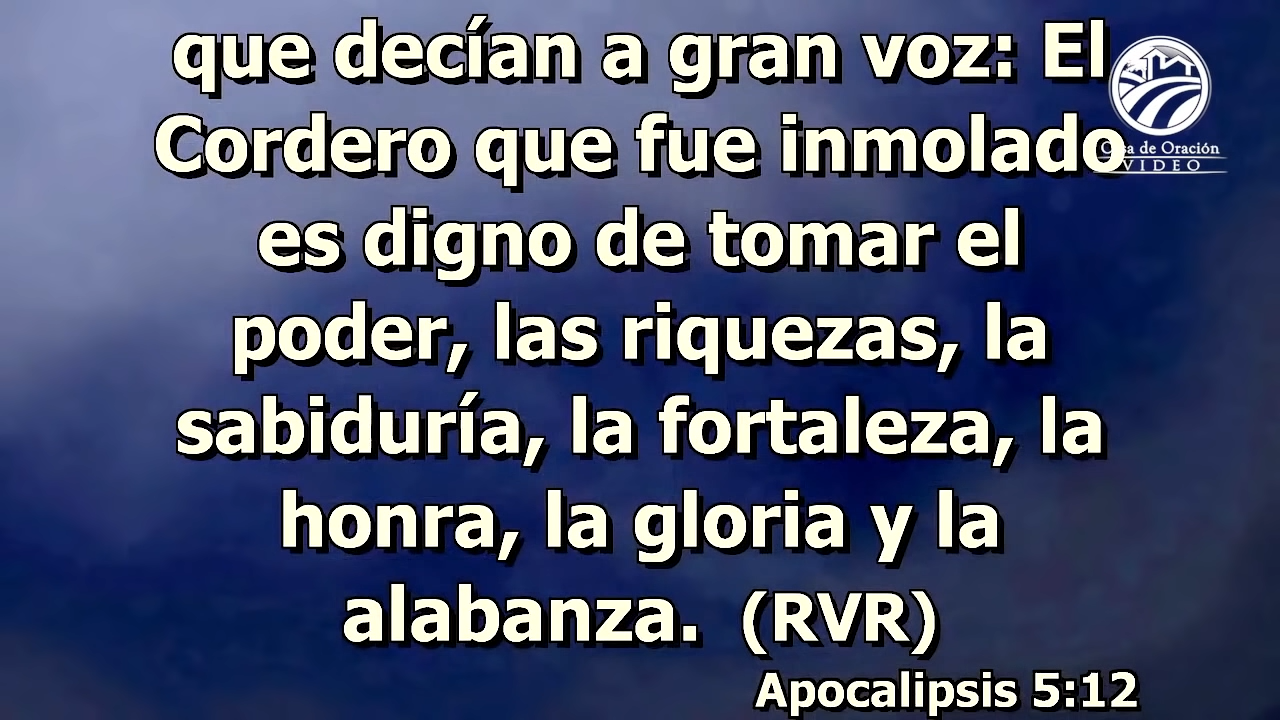 que decían a gran voz: El
Cordero que fue inmolado
es digno de tomar el
poder, las riquezas, la
sabiduría, la fortaleza, la
honra, la gloria y la
alabanza. (RVR)
Apocalipsis 5:12
Casa de Oración
VIDEO